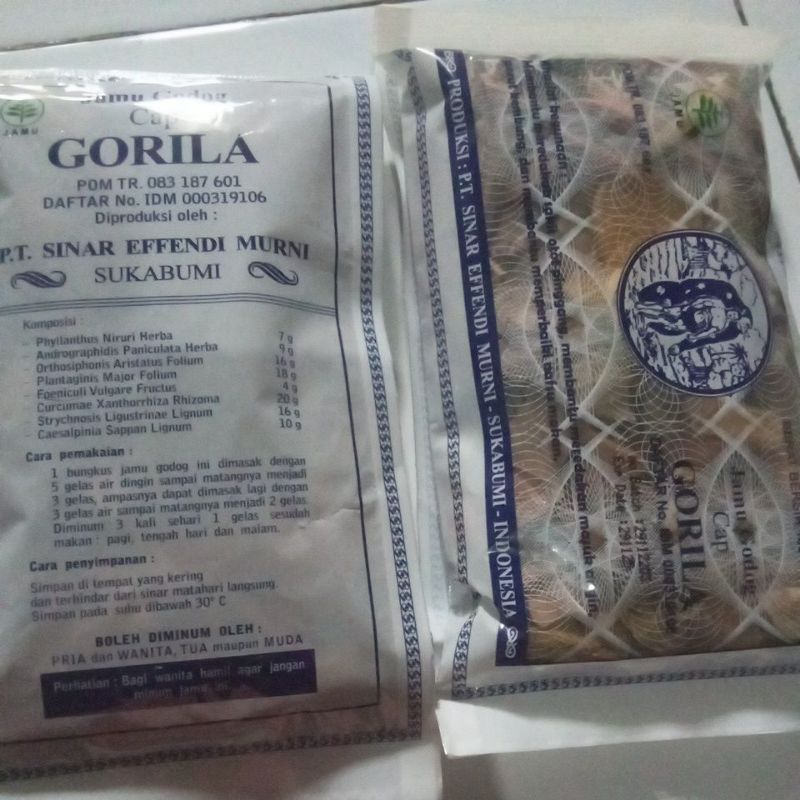 JAMU
Jamu Godog
Cap
GORILA
POM TR. 083 187 601
DAFTAR No. IDM 000319106
Diproduksi oleh :
P.T. SINAR EFFENDI MURNI
SUKABUMI
Komposisi :
- Phyllanthus Niruri Herba 7 g
- Andrographidis Paniculata Herba 9 g
- Orthosiphonis Aristatus Folium 16 g
- Plantaginis Major Folium 18 g
- Foeniculi Vulgare Fructus 4 g
- Curcumae Xanthorrhiza Rhizoma 20 g
- Strychnosis Ligustrinae Lignum 16 g
- Caesalpinia Sappan Lignum 10 g
Cara pemakaian :
1 bungkus jamu godog ini dimasak dengan
5 gelas air dingin sampai matangnya menjadi
3 gelas, ampasnya dapat dimasak lagi dengan
3 gelas air sampai matangnya menjadi 2 gelas.
Diminum 3 kali sehari 1 gelas sesudah
makan : pagi, tengah hari dan malam.
Cara penyimpanan :
Simpan di tempat yang kering
dan terhindar dari sinar matahari langsung.
Simpan pada suhu dibawah 30° C
BOLEH DIMINUM OLEH :
PRIA dan WANITA, TUA maupun MUDA
Perhatian : Bagi wanita hamil agar jangan
minum jamu ini
PRODUKSI : P.T. SINAR EFFENDI MURNI - SUKABUMI - INDONESIA
JAMU
POM TR. 083 187 601
Jamu Godog
Cap
GORILA